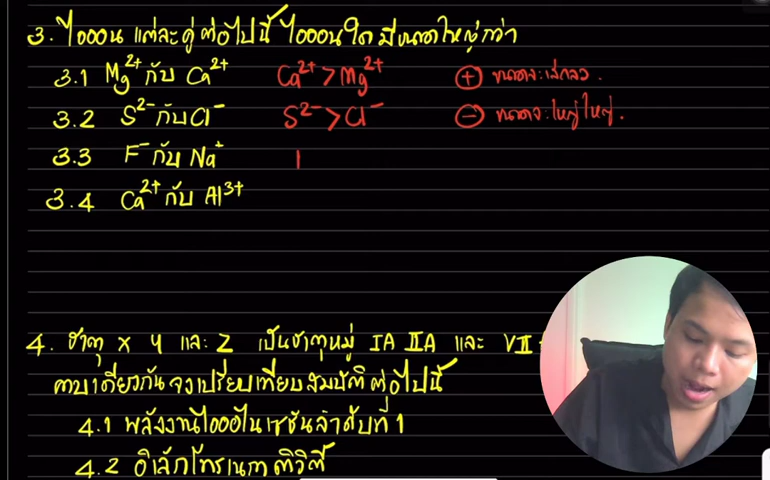 3. ไอออน แต่ละคู่ต่อไปนี้ ไอออนใดมีขนาดใหญ่กว่า
3.1 Mg²⁺ กับ Ca²⁺ Ca²⁺ > Mg²⁺ ⊕ ขนาดจะเล็กลง.
3.2 S²⁻ กับ Cl⁻ S²⁻ > Cl⁻ ⊖ ขนาดจะใหญ่ใหญ่.
3.3 F⁻ กับ Na⁺
3.4 Ca²⁺ กับ Al³⁺
4. ธาตุ X Y และ Z เป็นธาตุหมู่ IA IIA และ VII
คาบเดียวกัน จงเปรียบเทียบสมบัติต่อไปนี้
4.1 พลังงานไอออไนเซชันลำดับที่ 1
4.2 อิเล็กโทรเนกาติวิตี